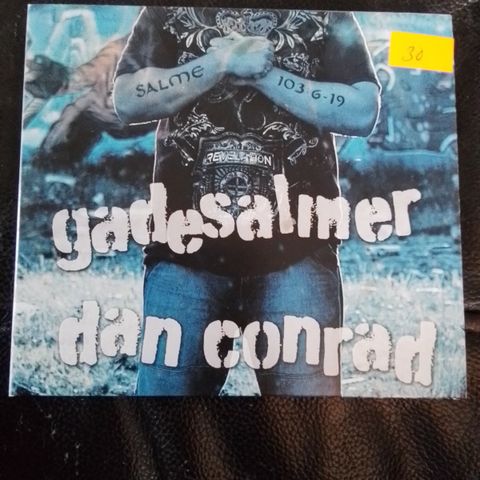 30
SALME 103.6-19
REVELATION
gadesalmer
dan conrad